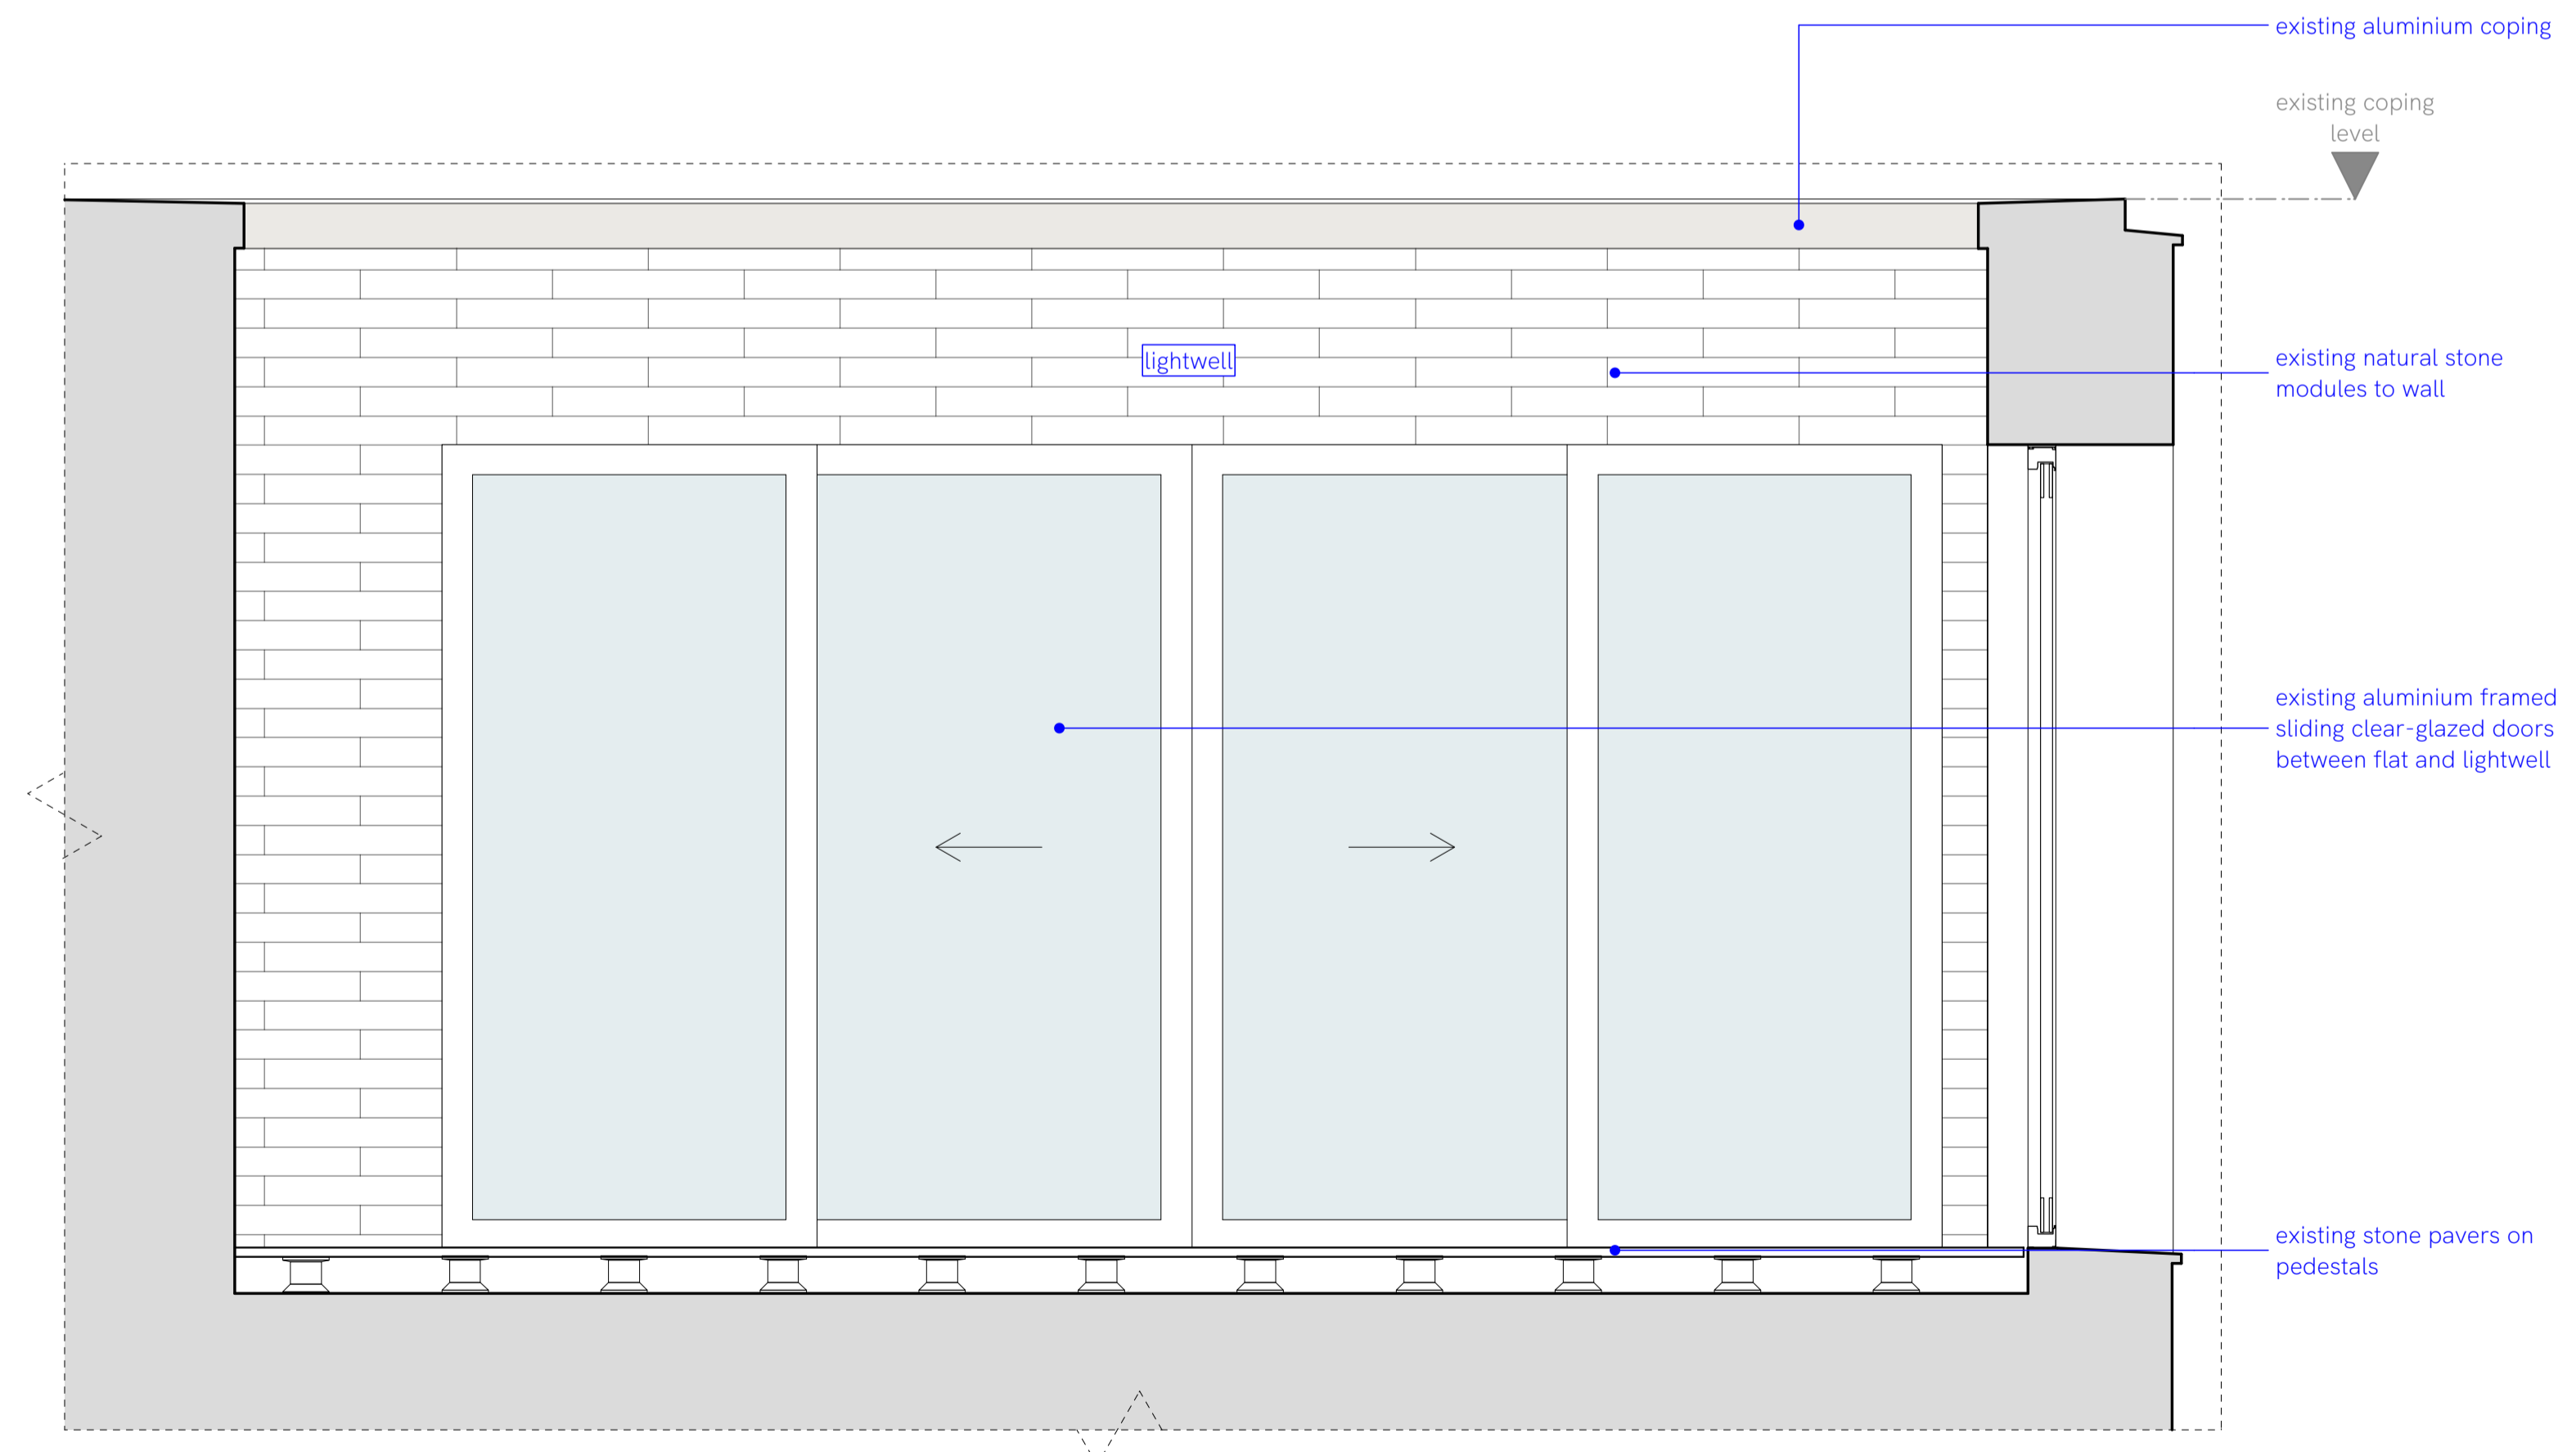 existing aluminium coping
existing coping
level
lightwell
existing natural stone
modules to wall
existing aluminium framed
sliding clear-glazed doors
between flat and lightwell
existing stone pavers on
pedestals